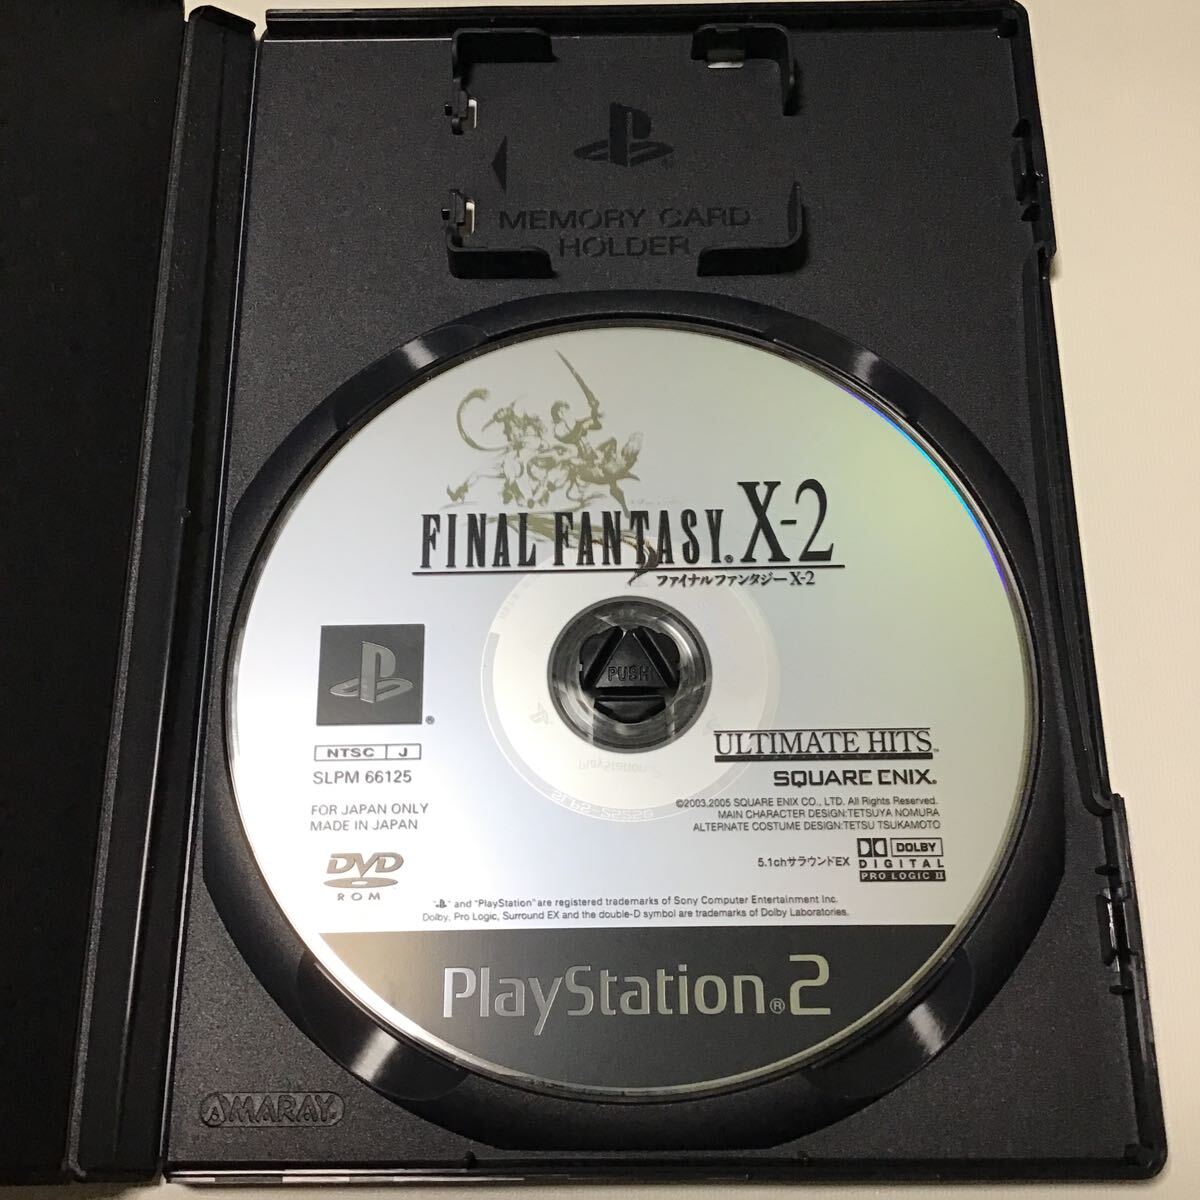 MEMORY CARD
HOLDER
FINAL FANTASY® X-2
ファイナルファンタジーX-2
PUSH
NTSC J
SLPM 66125
FOR JAPAN ONLY
MADE IN JAPAN
DVD
ROM
ULTIMATE HITS™
SQUARE ENIX®
©2003,2005 SQUARE ENIX CO., LTD. All Rights Reserved.
MAIN CHARACTER DESIGN:TETSUYA NOMURA
ALTERNATE COSTUME DESIGN:TETSU TSUKAMOTO
5.1chサラウンドEX
DOLBY
DIGITAL
PRO LOGIC II
" " and "PlayStation" are registered trademarks of Sony Computer Entertainment Inc.
Dolby, Pro Logic, Surround EX and the double-D symbol are trademarks of Dolby Laboratories.
PlayStation®2
AMARAY